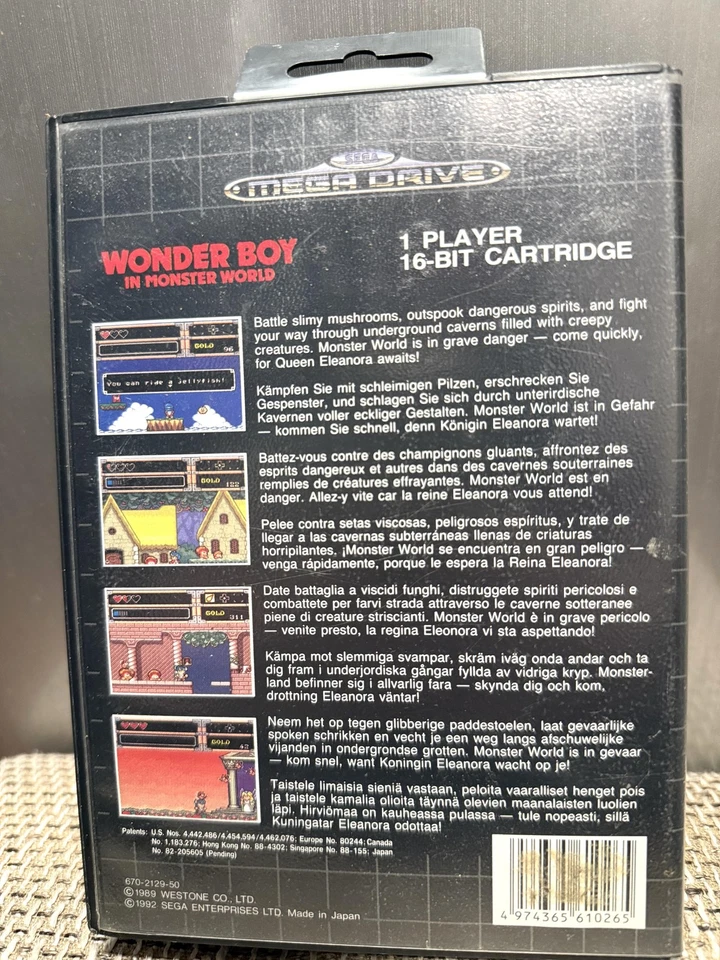 SEGA
MEGA DRIVE
WONDER BOY
IN MONSTER WORLD
1 PLAYER
16-BIT CARTRIDGE
GOLD 96
You can ride a jellyfish!
GOLD 122
GOLD 311
GOLD 42
Battle slimy mushrooms, outspook dangerous spirits, and fight
your way through underground caverns filled with creepy
creatures. Monster World is in grave danger — come quickly,
for Queen Eleanora awaits!
Kämpfen Sie mit schleimigen Pilzen, erschrecken Sie
Gespenster, und schlagen Sie sich durch unterirdische
Kavernen voller eckliger Gestalten. Monster World ist in Gefahr
— kommen Sie schnell, denn Königin Eleanora wartet!
Battez-vous contre des champignons gluants, affrontez des
esprits dangereux et autres dans des cavernes souterraines
remplies de créatures effrayantes. Monster World est en
danger. Allez-y vite car la reine Eleanora vous attend!
Pelee contra setas viscosas, peligrosos espíritus, y trate de
llegar a las cavernas subterráneas llenas de criaturas
horripilantes. ¡Monster World se encuentra en gran peligro —
venga rápidamente, porque le espera la Reina Eleanora!
Date battaglia a viscidi funghi, distruggete spiriti pericolosi e
combattete per farvi strada attraverso le caverne sotteranee
piene di creature striscianti. Monster World è in grave pericolo
— venite presto, la regina Eleonora vi sta aspettando!
Kämpa mot slemmiga svampar, skräm iväg onda andar och ta
dig fram i underjordiska gångar fyllda av vidriga kryp. Monster-
land befinner sig i allvarlig fara — skynda dig och kom,
drottning Eleanora väntar!
Neem het op tegen glibberige paddestoelen, laat gevaarlijke
spoken schrikken en vecht je een weg langs afschuwelijke
vijanden in ondergrondse grotten. Monster World is in gevaar
— kom snel, want Koningin Eleanora wacht op je!
Taistele limaisia sieniä vastaan, peloita vaaralliset henget pois
ja taistele kamalia olioita täynnä olevien maanalaisten luolien
läpi. Hirviömaa on kauheassa pulassa — tule nopeasti, sillä
Kuningatar Eleanora odottaa!
Patents: U.S. Nos. 4,442,486/4,454,594/4,462,076; Europe No. 80244; Canada
No. 1,183,276; Hong Kong No. 88-4302; Singapore No. 88-155; Japan
No. 82-205605 (Pending)
670-2129-50
©1989 WESTONE CO., LTD.
©1992 SEGA ENTERPRISES LTD. Made in Japan
4 974365 610265